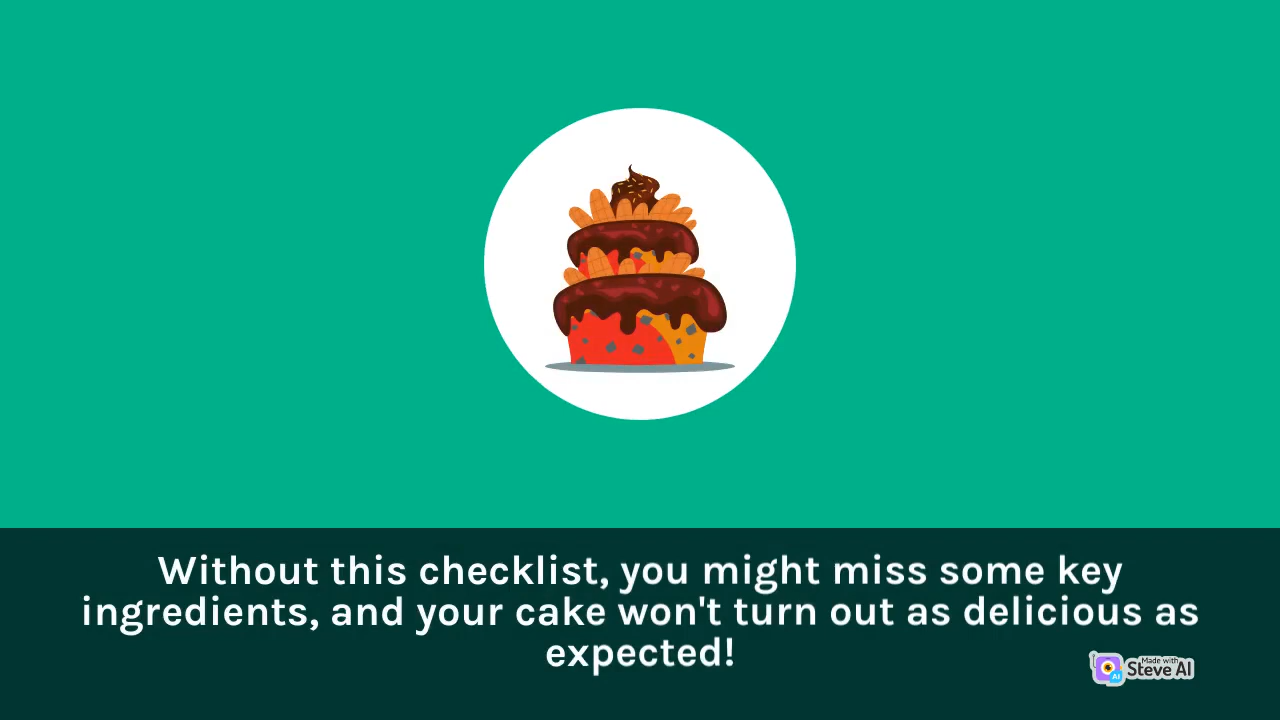 Without this checklist, you might miss some key
ingredients, and your cake won't turn out as delicious as
expected!
Made with
Steve AI
AI